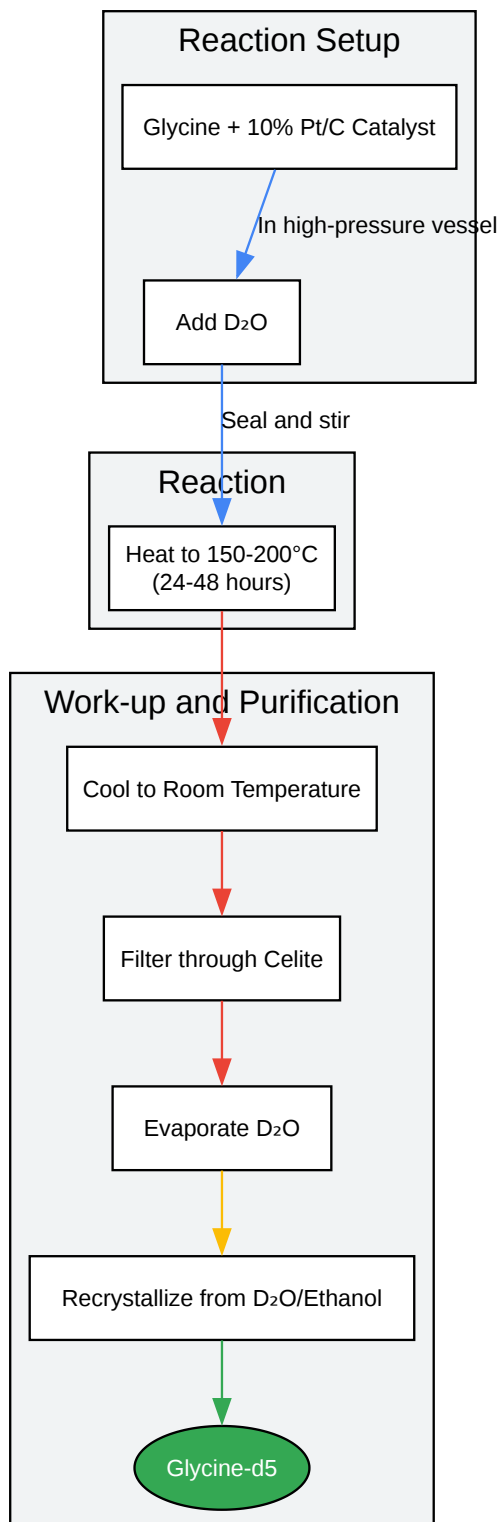 Reaction Setup
Glycine + 10% Pt/C Catalyst
In high-pressure vessel
Add D₂O
Seal and stir
Reaction
Heat to 150-200°C
(24-48 hours)
Work-up and Purification
Cool to Room Temperature
Filter through Celite
Evaporate D₂O
Recrystallize from D₂O/Ethanol
Glycine-d5